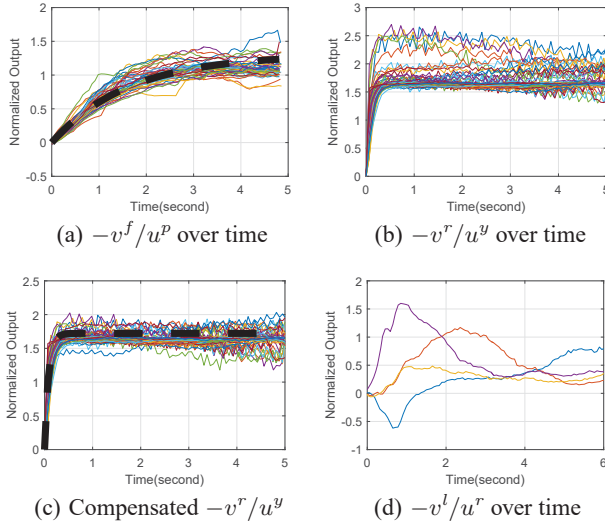 1.5
2
1
0.5
0
-0.5
Normalized Output
0 1 2 3 4 5
Time(second)
(a) −v^f/u^p over time
3
2.5
2
1.5
1
0.5
0
Normalized Output
0 1 2 3 4 5
Time(second)
(b) −v^r/u^y over time
2.5
2
1.5
1
0.5
0
Normalized Output
0 1 2 3 4 5
Time(second)
(c) Compensated −v^r/u^y
2
1.5
1
0.5
0
-0.5
-1
Normalized Output
0 2 4 6
Time(second)
(d) −v^l/u^r over time